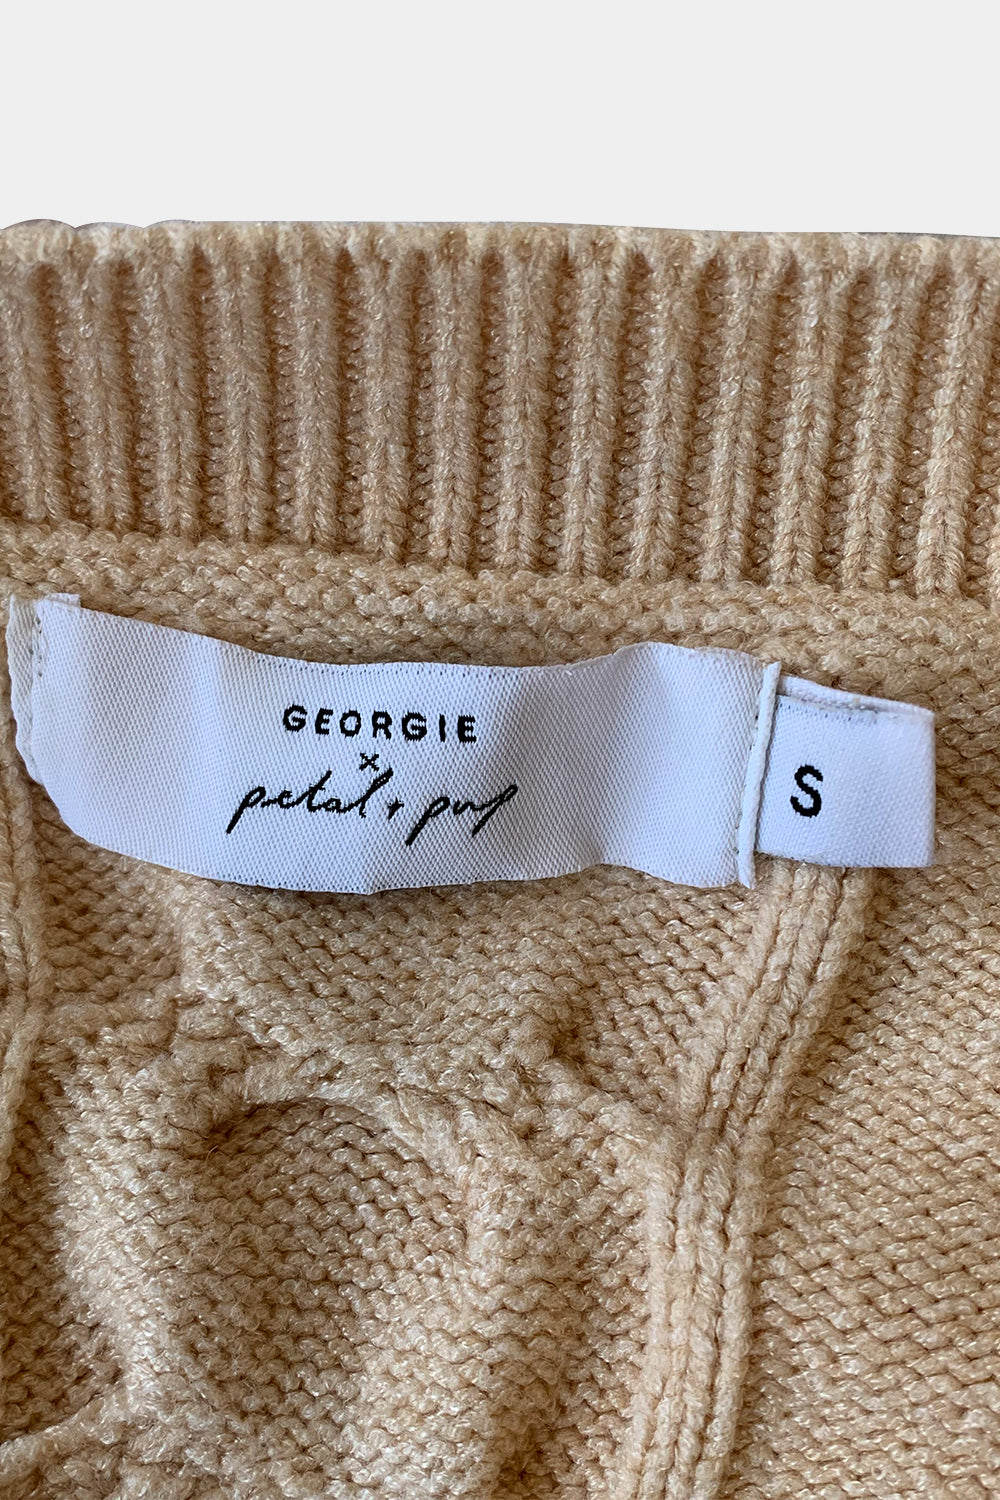 GEORGIE
x
petal + pup
S